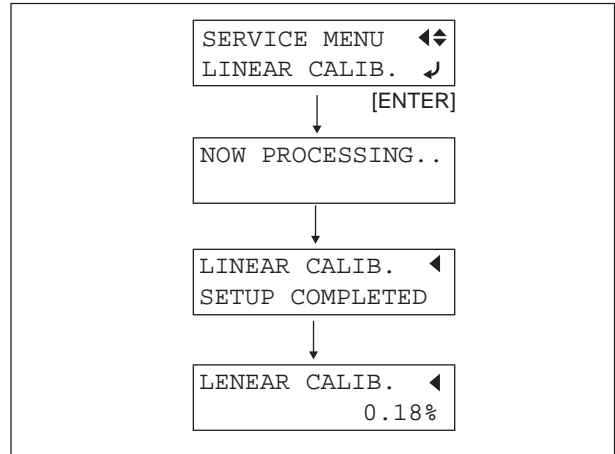 SERVICE MENU
LINEAR CALIB.
[ENTER]
NOW PROCESSING..
LINEAR CALIB.
SETUP COMPLETED
LENEAR CALIB.
0.18%